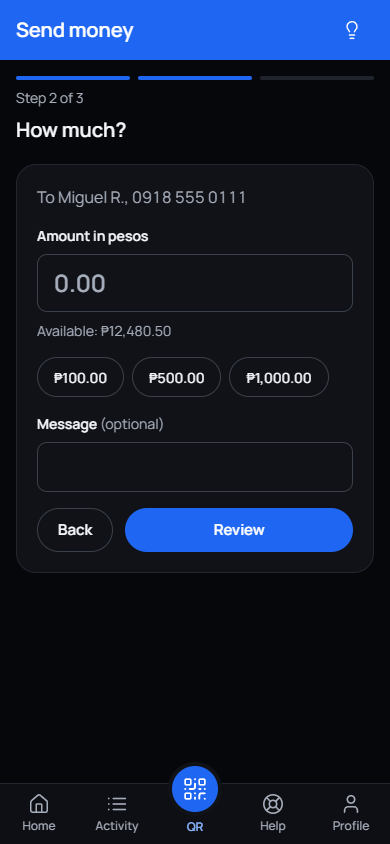 Send money
Step 2 of 3
How much?
To Miguel R., 0918 555 0111
Amount in pesos
0.00
Available: ₱12,480.50
₱100.00
₱500.00
₱1,000.00
Message (optional)
Back
Review
Home
Activity
QR
Help
Profile